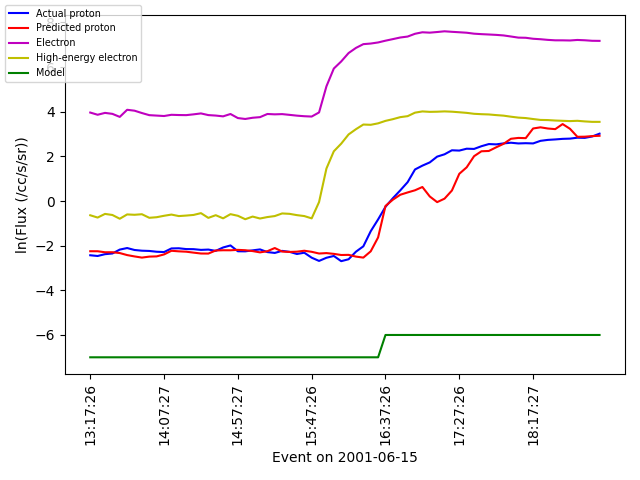 Actual proton
Predicted proton
Electron
High-energy electron
Model
ln(Flux (/cc/s/sr))
4
2
0
−2
−4
−6
13:17:26
14:07:27
14:57:27
15:47:26
16:37:26
17:27:26
18:17:27
Event on 2001-06-15